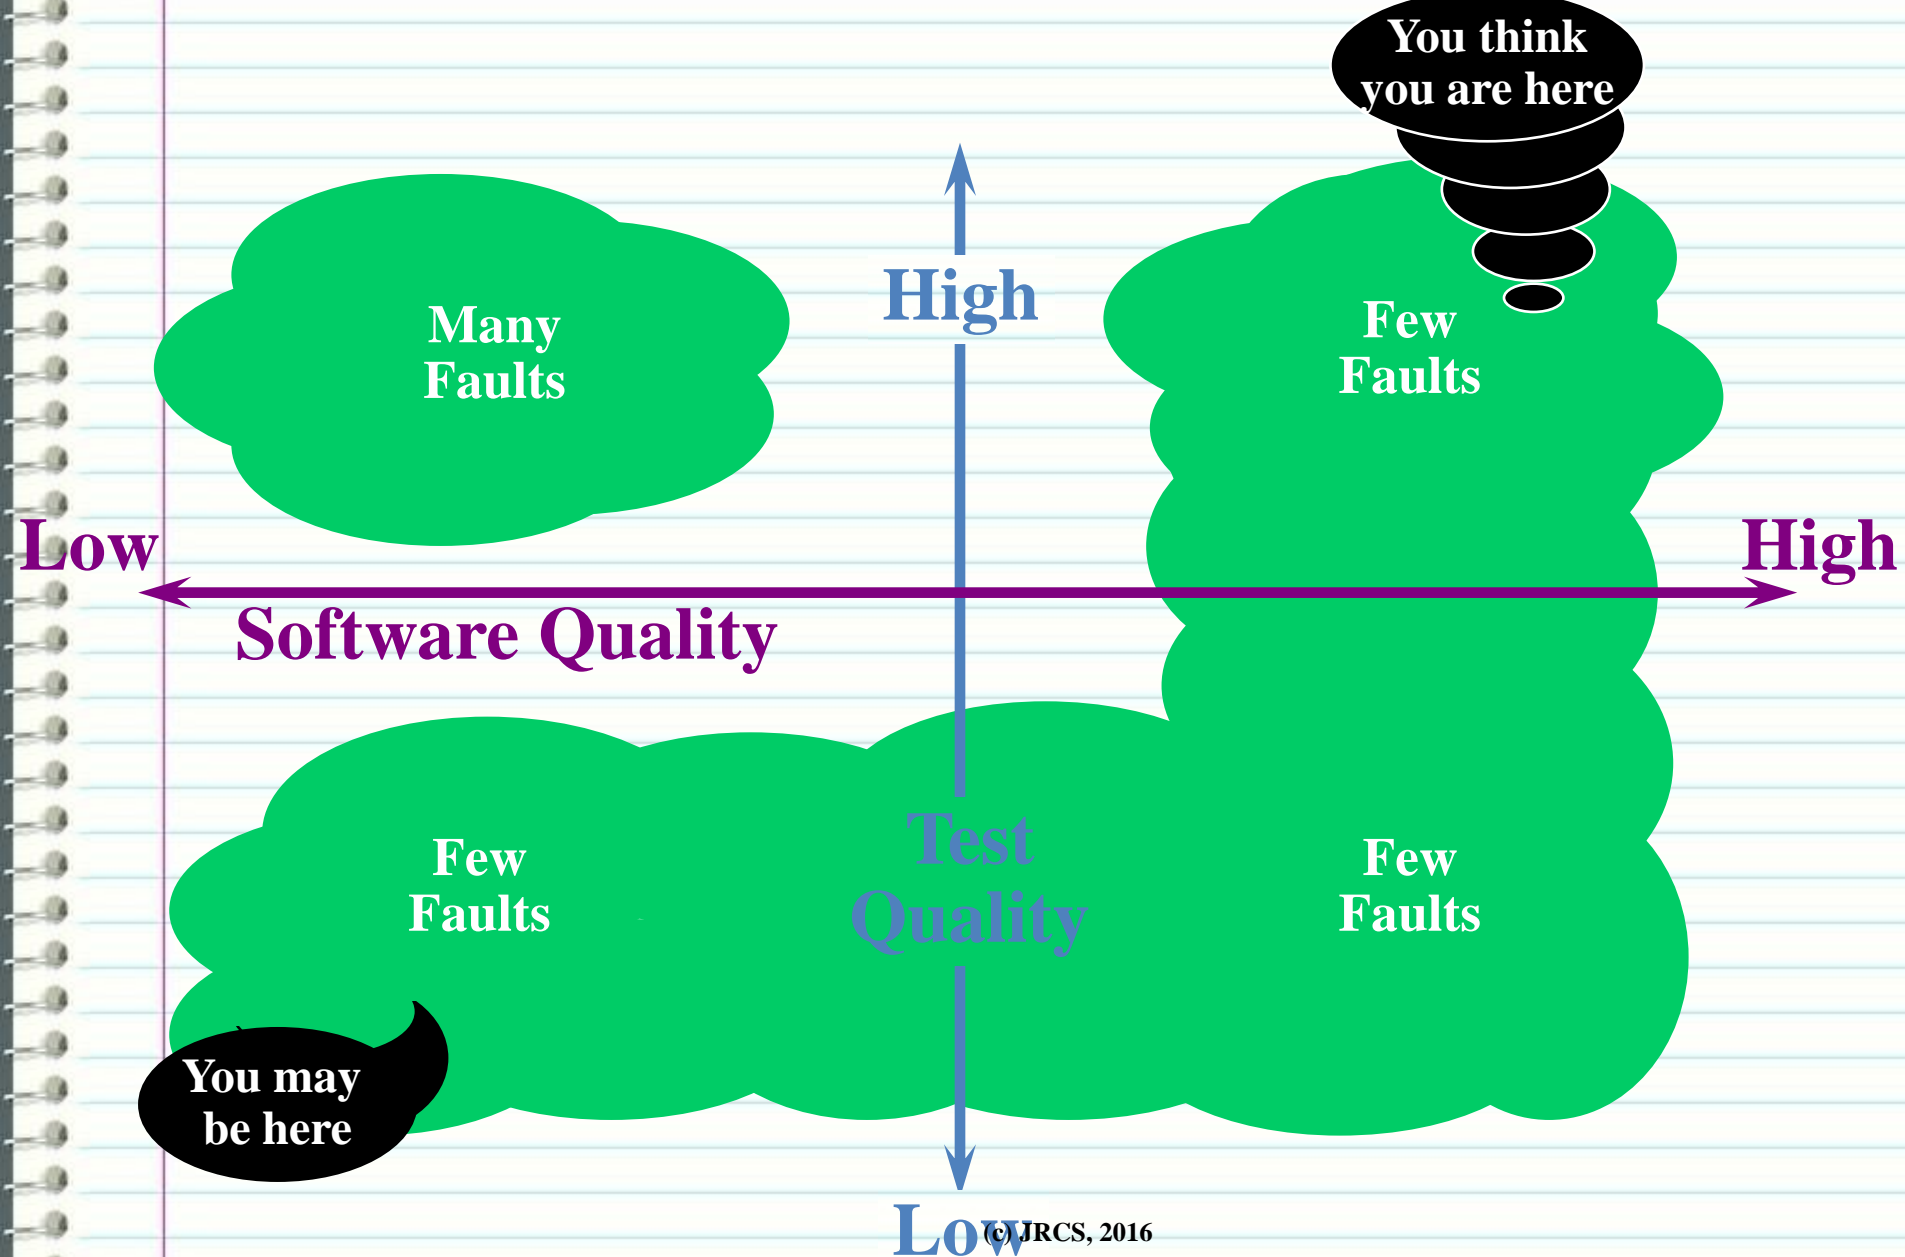 You think
you are here
High
Many
Faults
Few
Faults
Low
High
Software Quality
Test
Quality
Few
Faults
Few
Faults
You may
be here
Low
(c) JRCS, 2016